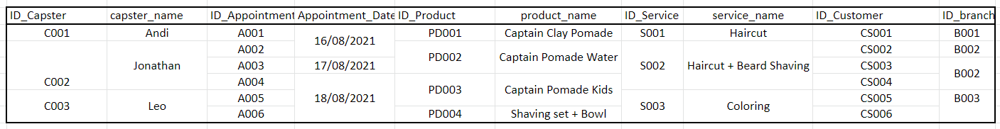 ID_Capster capster_name ID_Appointment Appointment_Date ID_Product product_name ID_Service service_name ID_Customer ID_branch
C001 Andi A001 16/08/2021 PD001 Captain Clay Pomade S001 Haircut CS001 B001
A002 CS002 B002
Jonathan A003 17/08/2021 PD002 Captain Pomade Water S002 Haircut + Beard Shaving CS003 B002
C002 A004 CS004
C003 Leo A005 18/08/2021 PD003 Captain Pomade Kids S003 Coloring CS005 B003
A006 PD004 Shaving set + Bowl CS006